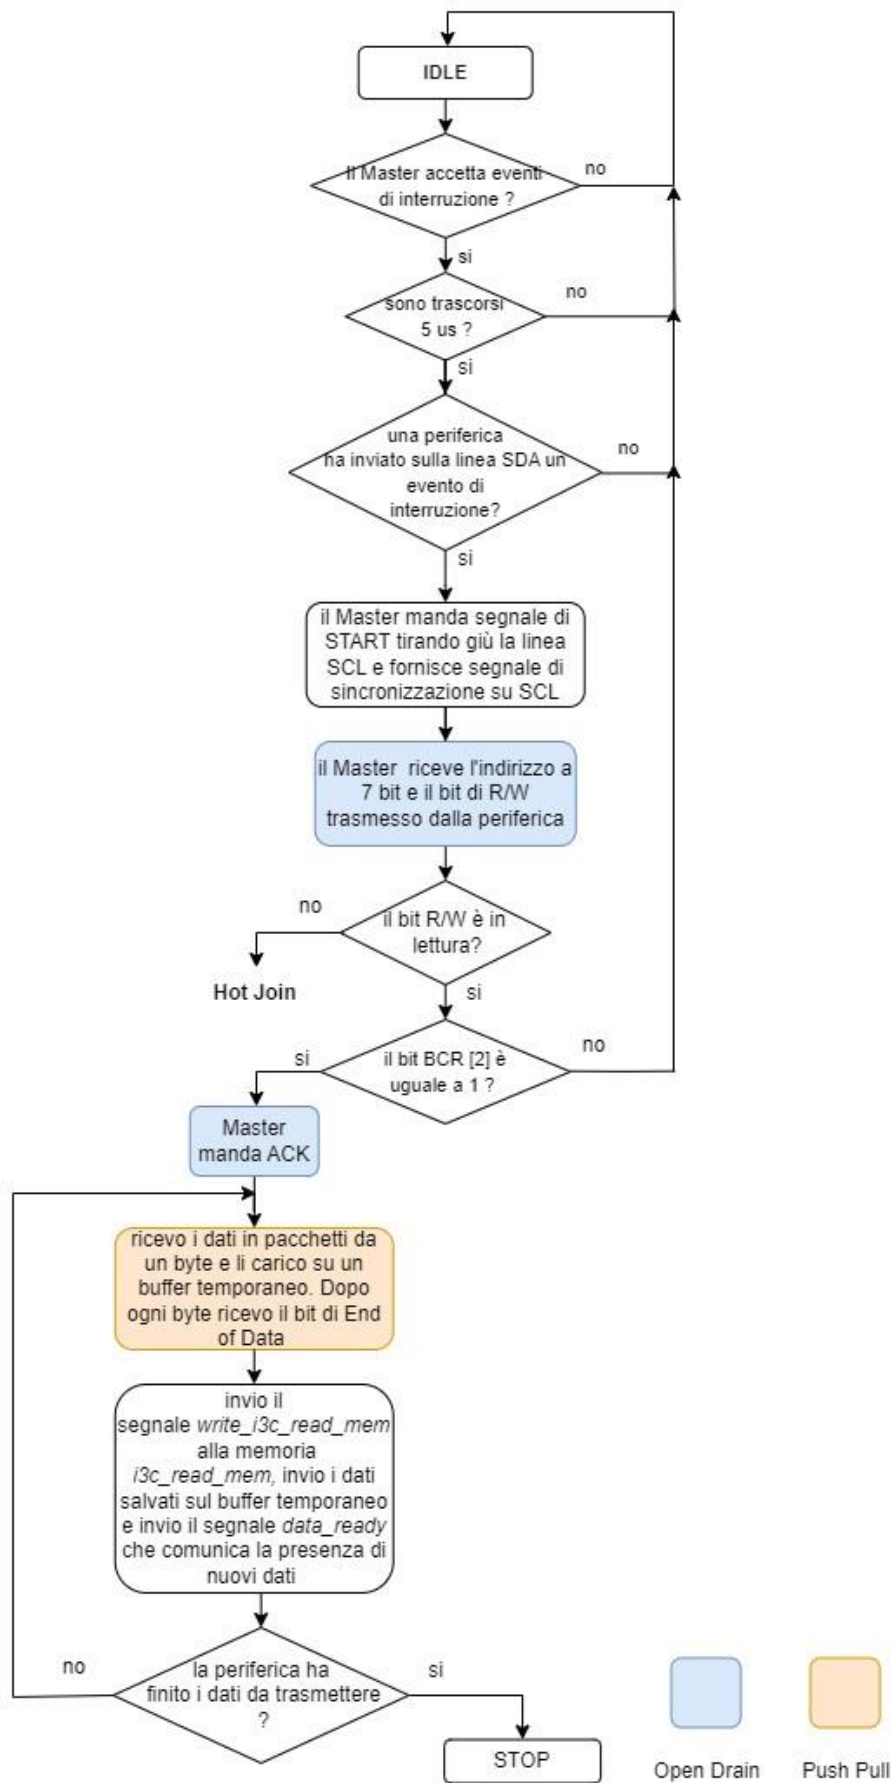 IDLE
Il Master accetta eventi
di interruzione ?
no
si
sono trascorsi
5 us ?
no
si
una periferica
ha inviato sulla linea SDA un
evento di
interruzione?
no
si
il Master manda segnale di
START tirando giù la linea
SCL e fornisce segnale di
sincronizzazione su SCL
il Master riceve l'indirizzo a
7 bit e il bit di R/W
trasmesso dalla periferica
il bit R/W è in
lettura?
no
Hot Join
si
il bit BCR [2] è
uguale a 1 ?
no
si
Master
manda ACK
ricevo i dati in pacchetti da
un byte e li carico su un
buffer temporaneo. Dopo
ogni byte ricevo il bit di End
of Data
invio il
segnale write_i3c_read_mem
alla memoria
i3c_read_mem, invio i dati
salvati sul buffer temporaneo
e invio il segnale data_ready
che comunica la presenza di
nuovi dati
la periferica ha
finito i dati da trasmettere
?
no
si
STOP
Open Drain
Push Pull